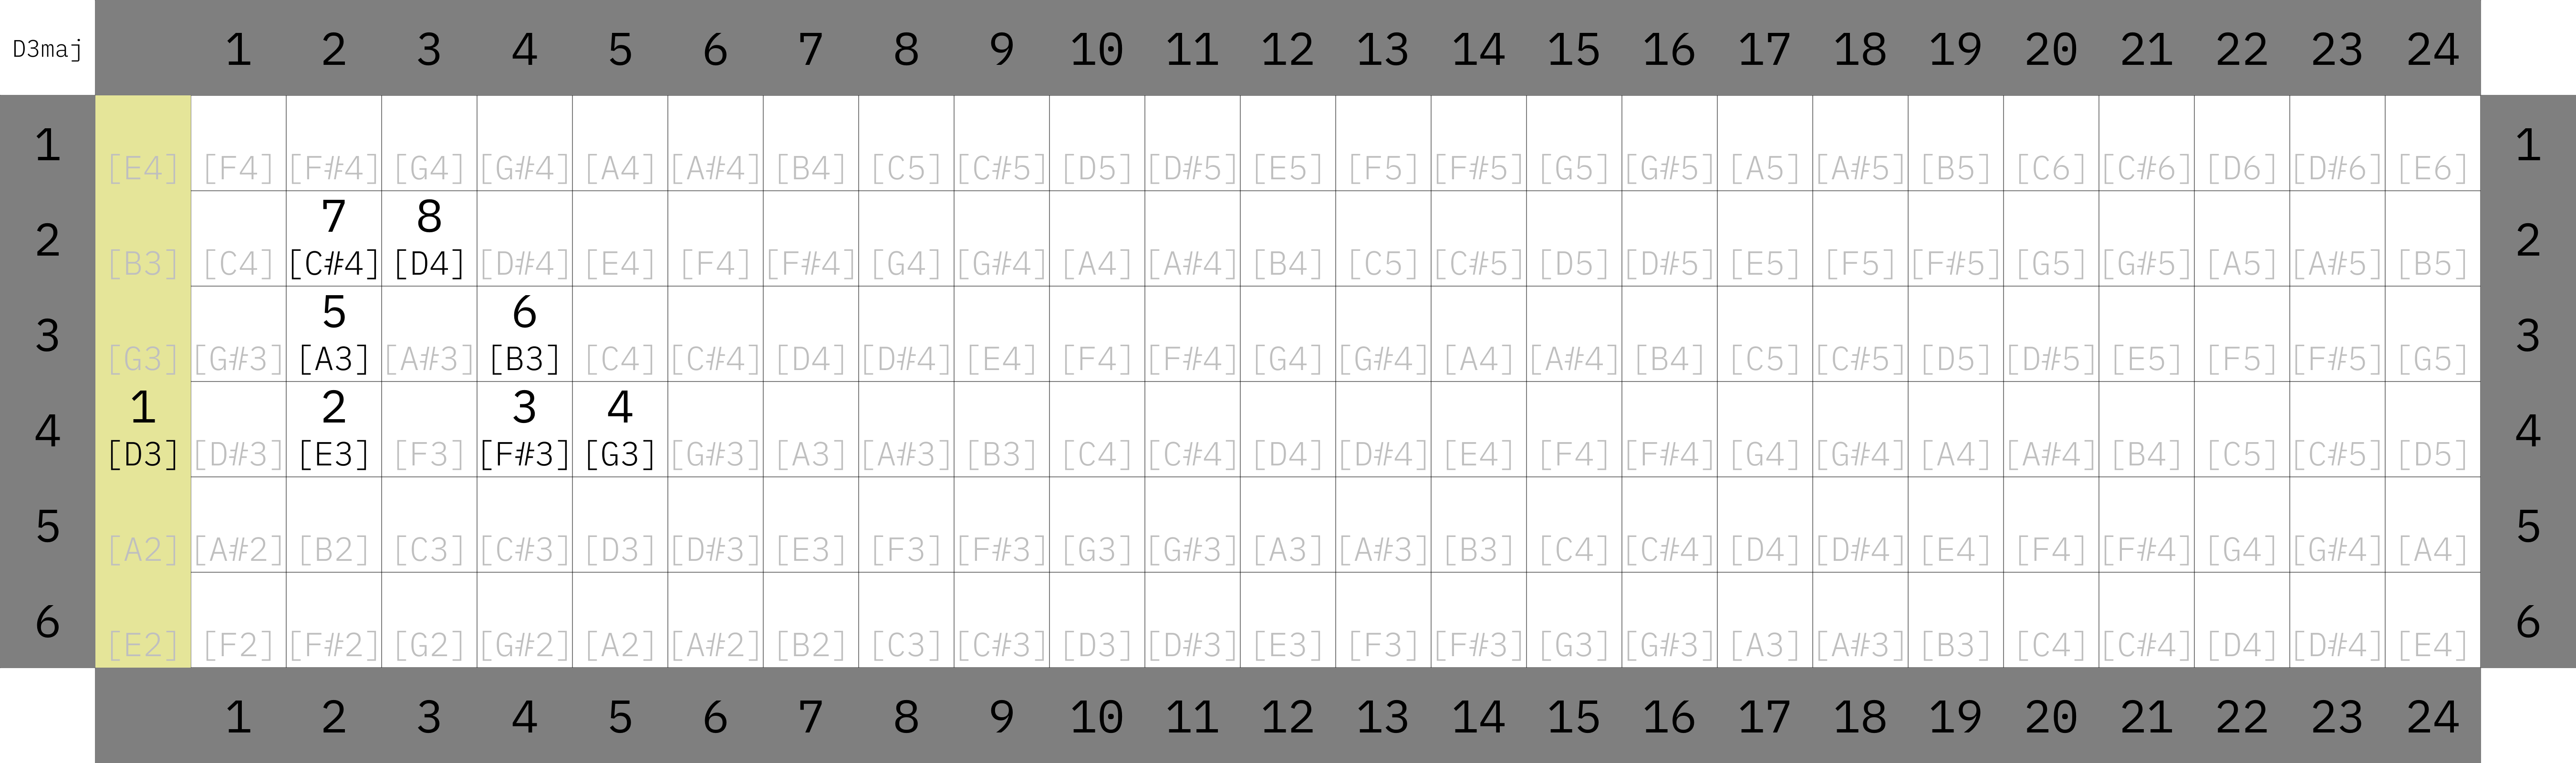 D3maj 1 2 3 4 5 6 7 8 9 10 11 12 13 14 15 16 17 18 19 20 21 22 23 24
1 [E4] [F4] [F#4] [G4] [G#4] [A4] [A#4] [B4] [C5] [C#5] [D5] [D#5] [E5] [F5] [F#5] [G5] [G#5] [A5] [A#5] [B5] [C6] [C#6] [D6] [D#6] [E6] 1
7 8
2 [B3] [C4] [C#4] [D4] [D#4] [E4] [F4] [F#4] [G4] [G#4] [A4] [A#4] [B4] [C5] [C#5] [D5] [D#5] [E5] [F5] [F#5] [G5] [G#5] [A5] [A#5] [B5] 2
5 6
3 [G3] [G#3] [A3] [A#3] [B3] [C4] [C#4] [D4] [D#4] [E4] [F4] [F#4] [G4] [G#4] [A4] [A#4] [B4] [C5] [C#5] [D5] [D#5] [E5] [F5] [F#5] [G5] 3
1 2 3 4
4 [D3] [D#3] [E3] [F3] [F#3] [G3] [G#3] [A3] [A#3] [B3] [C4] [C#4] [D4] [D#4] [E4] [F4] [F#4] [G4] [G#4] [A4] [A#4] [B4] [C5] [C#5] [D5] 4
5 [A2] [A#2] [B2] [C3] [C#3] [D3] [D#3] [E3] [F3] [F#3] [G3] [G#3] [A3] [A#3] [B3] [C4] [C#4] [D4] [D#4] [E4] [F4] [F#4] [G4] [G#4] [A4] 5
6 [E2] [F2] [F#2] [G2] [G#2] [A2] [A#2] [B2] [C3] [C#3] [D3] [D#3] [E3] [F3] [F#3] [G3] [G#3] [A3] [A#3] [B3] [C4] [C#4] [D4] [D#4] [E4] 6
1 2 3 4 5 6 7 8 9 10 11 12 13 14 15 16 17 18 19 20 21 22 23 24